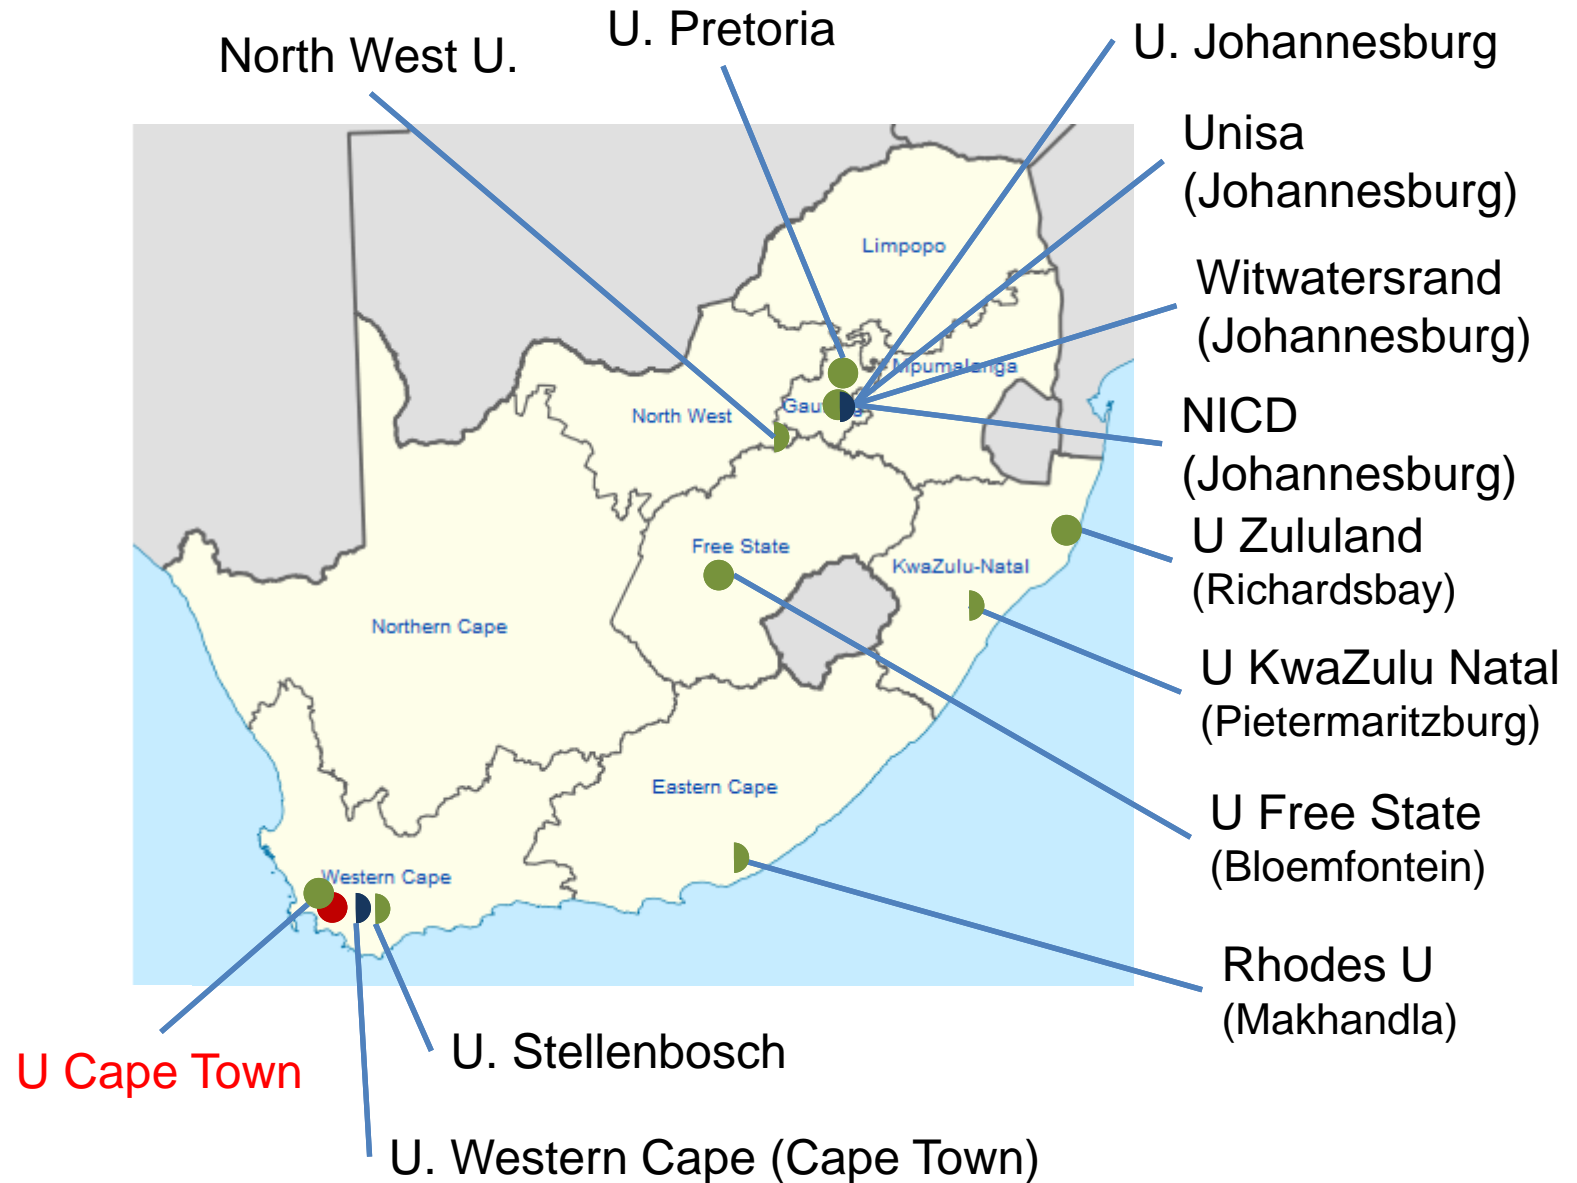 U. Pretoria
U. Johannesburg
North West U.
Unisa
(Johannesburg)
Limpopo
Witwatersrand
(Johannesburg)
Mpumalanga
North West
Gauteng
NICD
(Johannesburg)
U Zululand
(Richardsbay)
Free State
KwaZulu-Natal
Northern Cape
U KwaZulu Natal
(Pietermaritzburg)
Eastern Cape
U Free State
(Bloemfontein)
Western Cape
Rhodes U
(Makhandla)
U Cape Town
U. Stellenbosch
U. Western Cape (Cape Town)